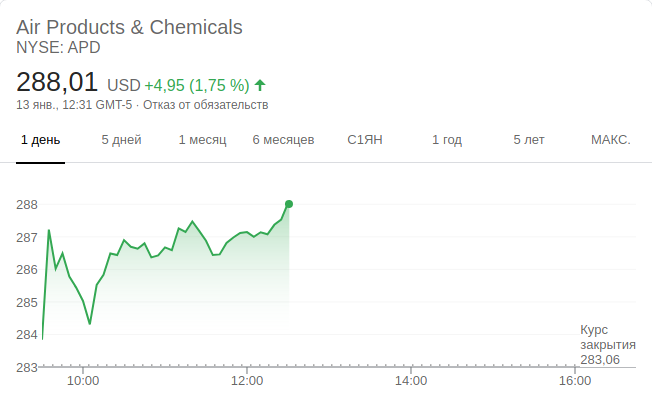 Air Products & Chemicals
NYSE: APD
288,01 USD +4,95 (1,75 %)
13 янв., 12:31 GMT-5 · Отказ от обязательств
1 день 5 дней 1 месяц 6 месяцев С1ЯН 1 год 5 лет МАКС.
288
287
286
285
284
283
Курс
закрытия
283,06
10:00 12:00 14:00 16:00